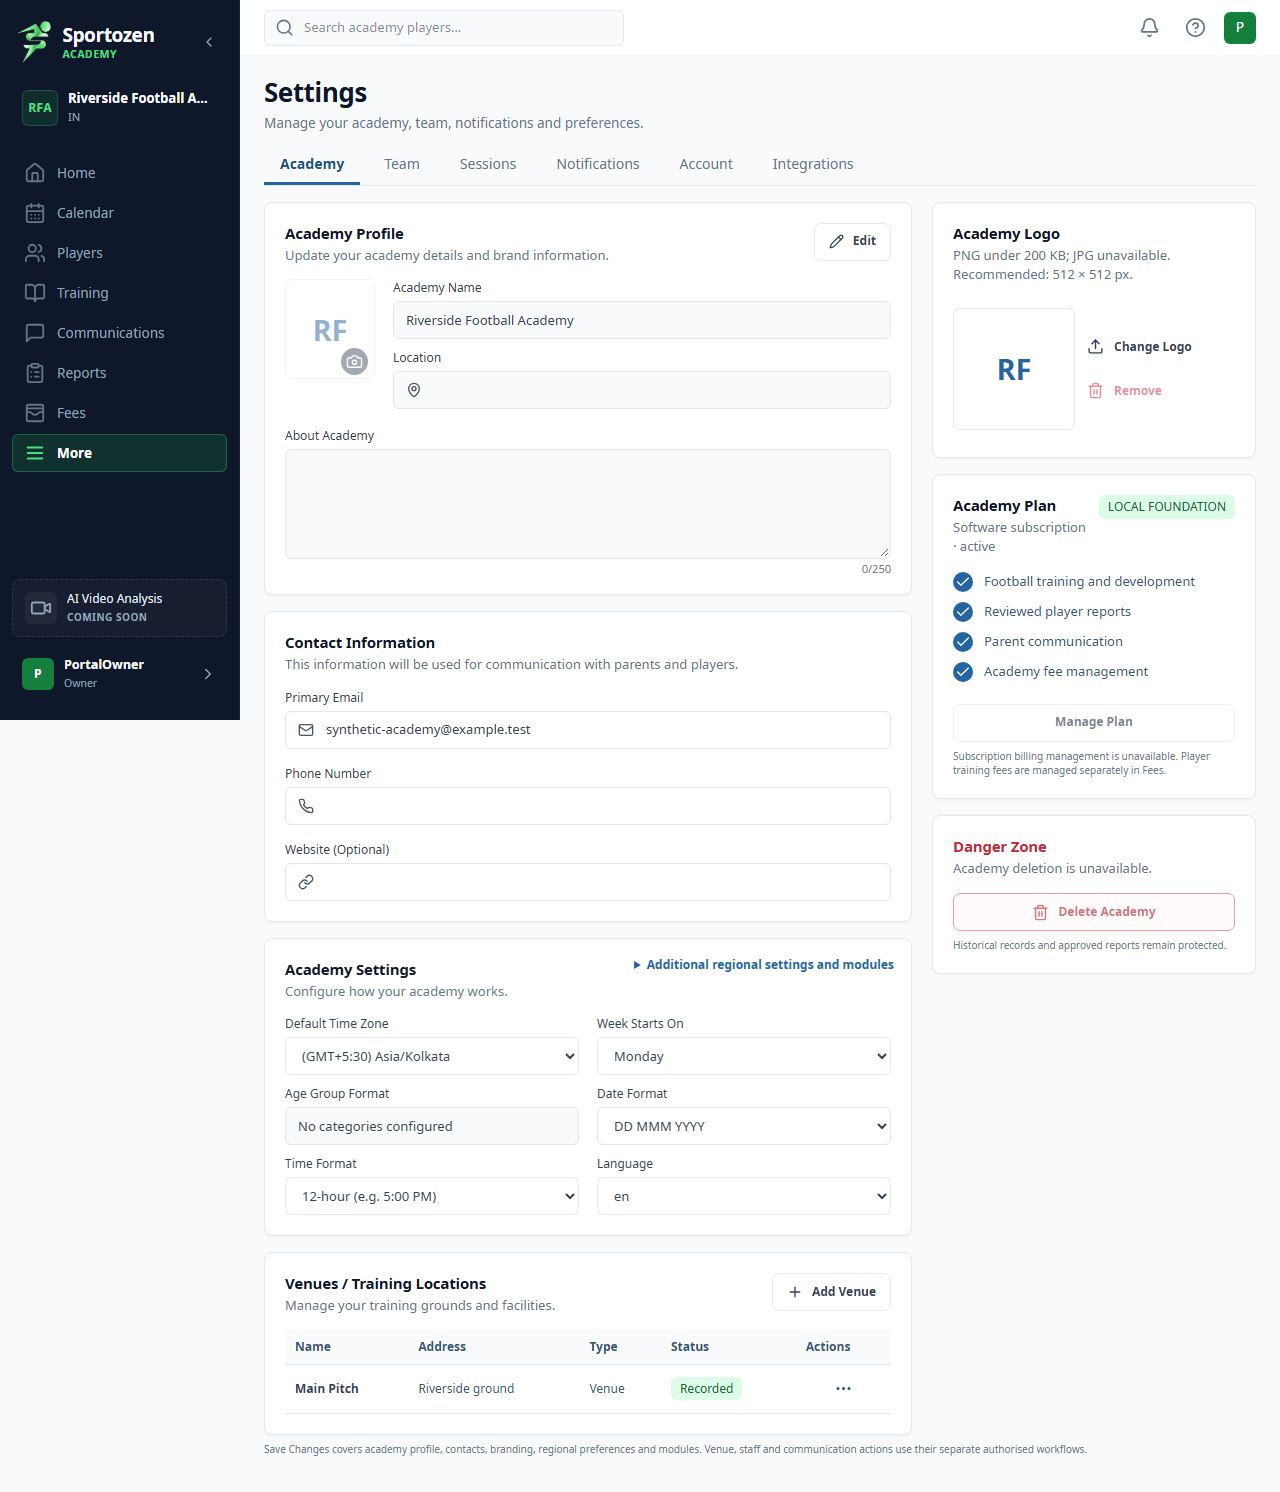 Sportozen
ACADEMY
RFA
Riverside Football A...
IN
Home
Calendar
Players
Training
Communications
Reports
Fees
More
AI Video Analysis
COMING SOON
P
PortalOwner
Owner
Search academy players...
P
Settings
Manage your academy, team, notifications and preferences.
Academy Team Sessions Notifications Account Integrations
Academy Profile
Update your academy details and brand information.
Edit
RF
Academy Name
Riverside Football Academy
Location
About Academy
0/250
Contact Information
This information will be used for communication with parents and players.
Primary Email
synthetic-academy@example.test
Phone Number
Website (Optional)
Academy Settings
Configure how your academy works.
Additional regional settings and modules
Default Time Zone
(GMT+5:30) Asia/Kolkata
Week Starts On
Monday
Age Group Format
No categories configured
Date Format
DD MMM YYYY
Time Format
12-hour (e.g. 5:00 PM)
Language
en
Venues / Training Locations
Manage your training grounds and facilities.
Add Venue
Name Address Type Status Actions
Main Pitch Riverside ground Venue Recorded
Save Changes covers academy profile, contacts, branding, regional preferences and modules. Venue, staff and communication actions use their separate authorised workflows.
Academy Logo
PNG under 200 KB; JPG unavailable.
Recommended: 512 × 512 px.
RF
Change Logo
Remove
Academy Plan
LOCAL FOUNDATION
Software subscription
· active
Football training and development
Reviewed player reports
Parent communication
Academy fee management
Manage Plan
Subscription billing management is unavailable. Player
training fees are managed separately in Fees.
Danger Zone
Academy deletion is unavailable.
Delete Academy
Historical records and approved reports remain protected.